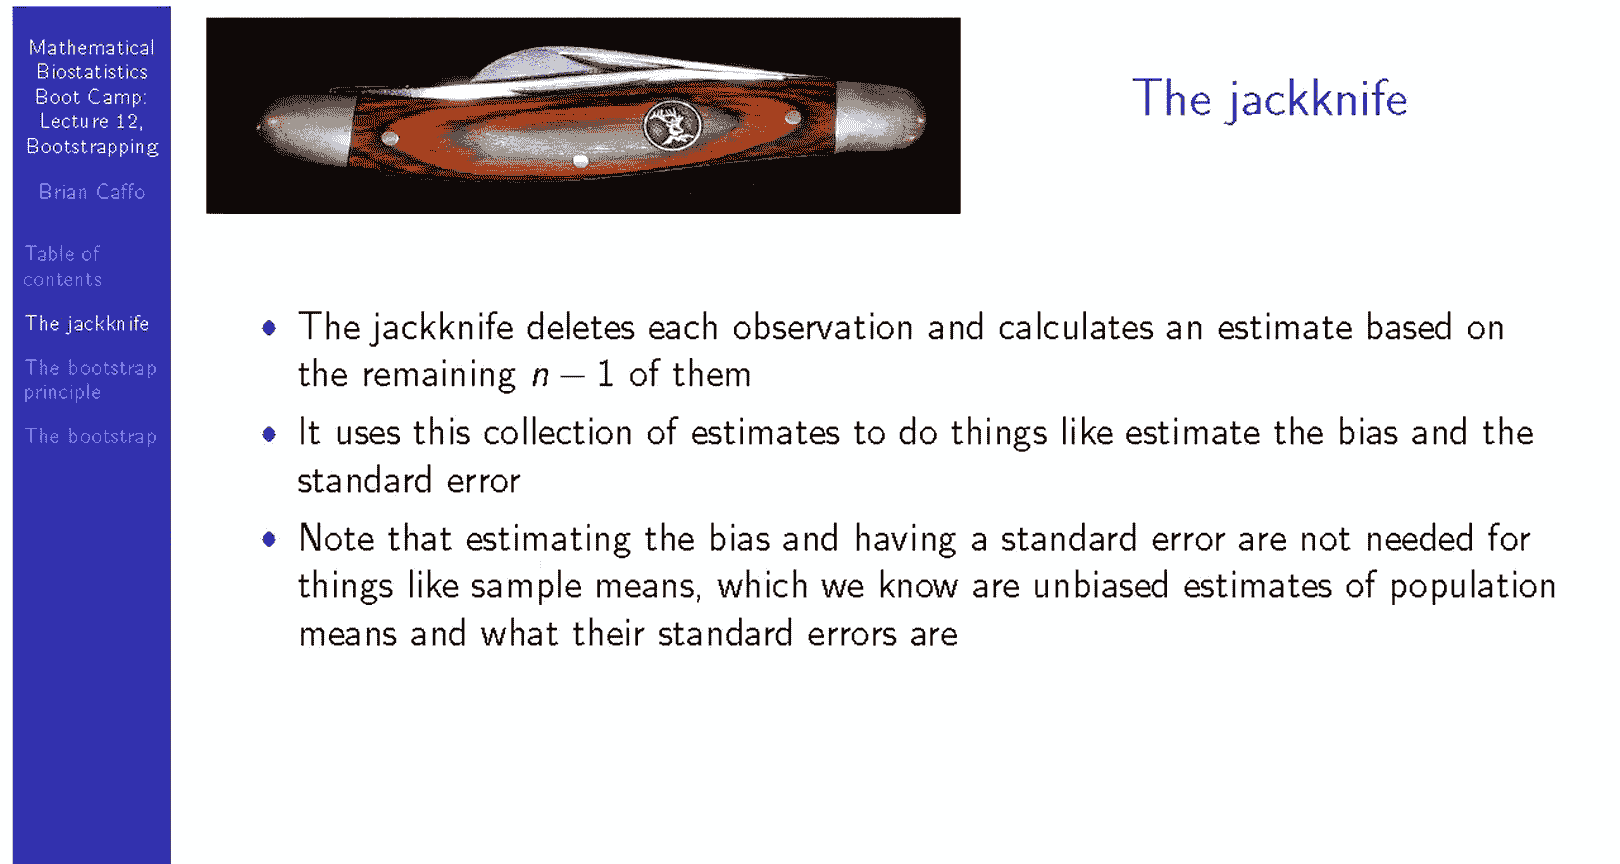 Mathematical
Biostatistics
Boot Camp:
Lecture 12,
Bootstrapping
Brian Caffo
Table of
contents
The jackknife
The bootstrap
principle
The bootstrap
The jackknife
• The jackknife deletes each observation and calculates an estimate based on
the remaining n − 1 of them
• It uses this collection of estimates to do things like estimate the bias and the
standard error
• Note that estimating the bias and having a standard error are not needed for
things like sample means, which we know are unbiased estimates of population
means and what their standard errors are